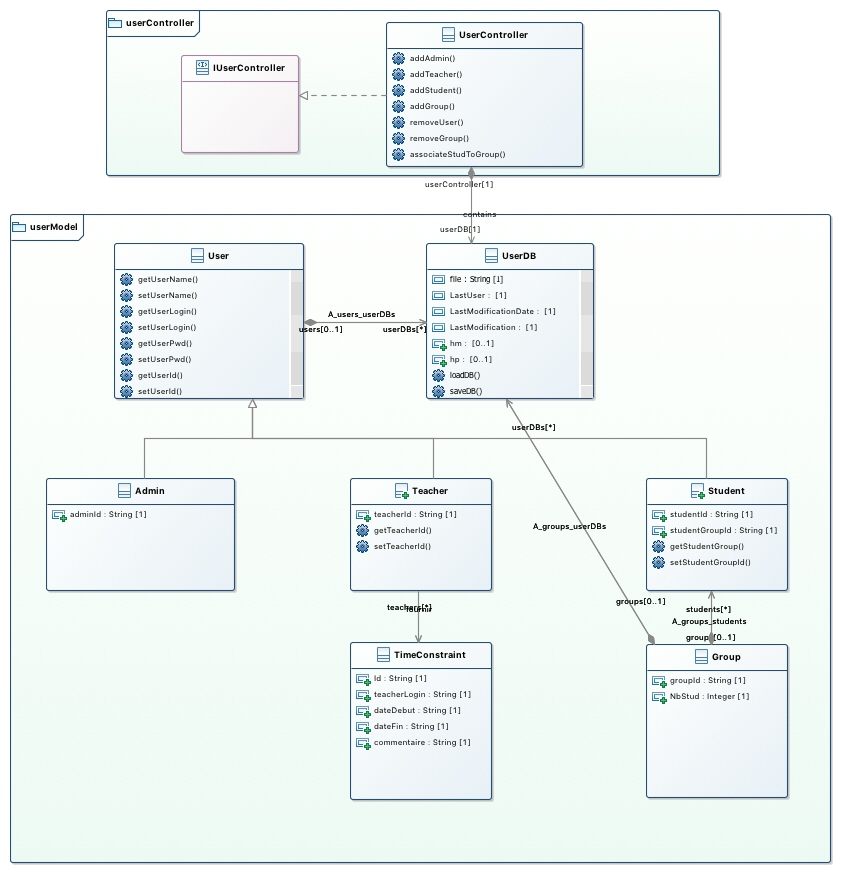 userController
UserController
IUserController
addAdmin()
addTeacher()
addStudent()
addGroup()
removeUser()
removeGroup()
associateStudToGroup()
userController[1]
contains
userDB[1]
userModel
User
getUserName()
setUserName()
getUserLogin()
setUserLogin()
getUserPwd()
setUserPwd()
getUserId()
setUserId()
A_users_userDBs
users[0..1]
userDBs[*]
UserDB
file : String [1]
LastUser : [1]
LastModificationDate : [1]
LastModification : [1]
hm : [0..1]
hp : [0..1]
loadDB()
saveDB()
userDBs[*]
A_groups_userDBs
groups[0..1]
Admin
adminId : String [1]
Teacher
teacherId : String [1]
getTeacherId()
setTeacherId()
Student
studentId : String [1]
studentGroupId : String [1]
getStudentGroup()
setStudentGroupId()
teachers[*]
fournir
students[*]
A_groups_students
groups[0..1]
TimeConstraint
Id : String [1]
teacherLogin : String [1]
dateDebut : String [1]
dateFin : String [1]
commentaire : String [1]
Group
groupId : String [1]
NbStud : Integer [1]